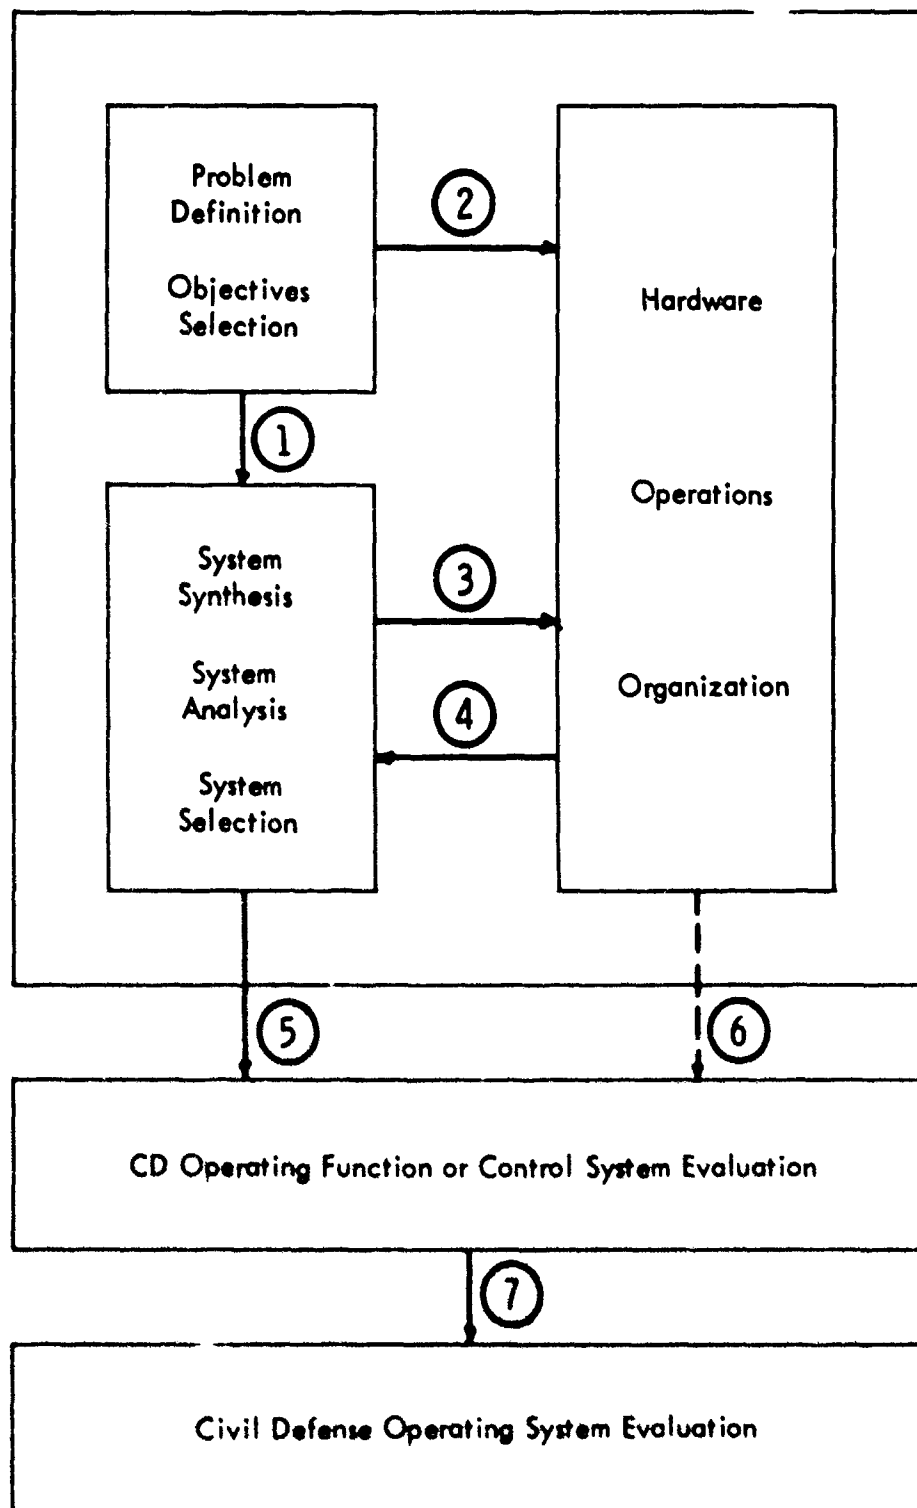 Problem
Definition
Objectives
Selection
2
Hardware
1
System
Synthesis
System
Analysis
System
Selection
3
Operations
4
Organization
5
6
CD Operating Function or Control System Evaluation
7
Civil Defense Operating System Evaluation